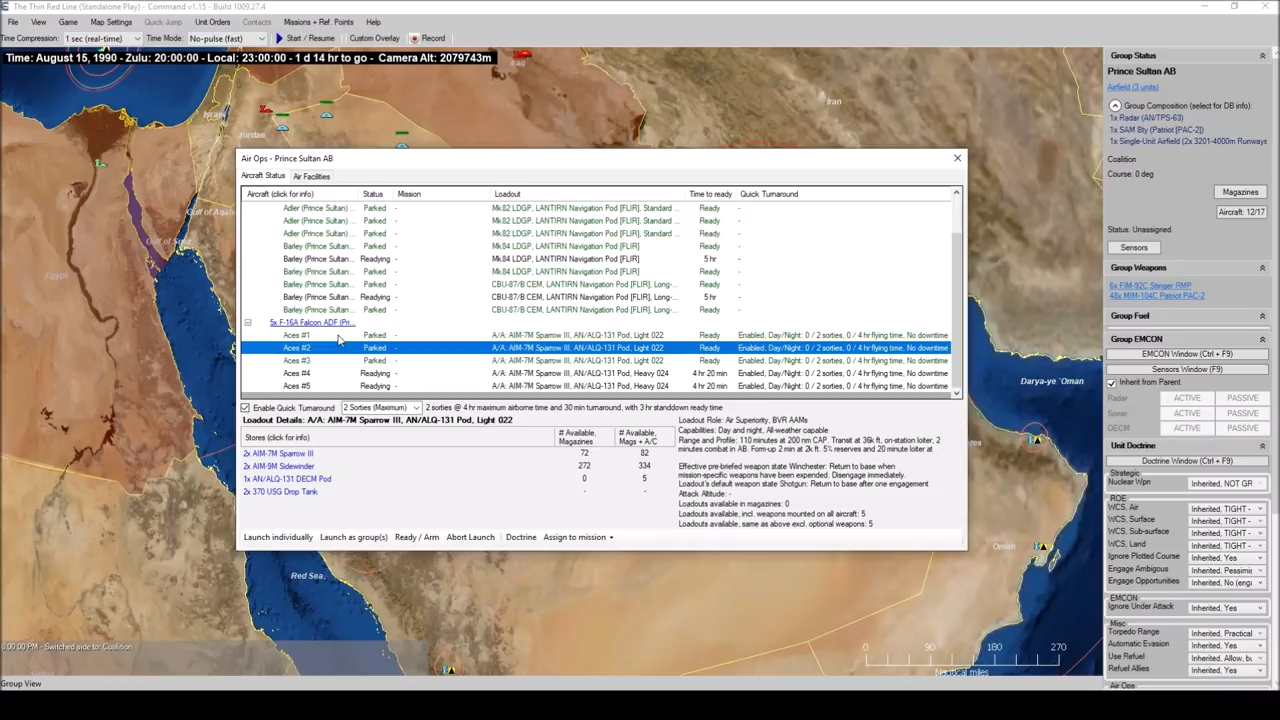 The Thin Red Line (Standalone Play) - Command v1.15 - Build 1009.27.4
File View Game Map Settings Quick Jump Unit Orders Contacts Missions + Ref. Points Help
Time Compression: 1 sec (real-time) Time Mode: No-pulse (fast) Start / Resume Custom Overlay Record
Time: August 15, 1990 - Zulu: 20:00:00 - Local: 23:00:00 - 1 d 14 hr to go - Camera Alt: 2079743m
Iraq
Iran
Israel
Jordan
Gulf of Aqaba
Gulf of Suez
Egypt
Red Sea,
Darya-ye `Oman
Oman
Air Ops - Prince Sultan AB
Aircraft Status Air Facilities
Aircraft (click for info) Status Mission Loadout Time to ready Quick Turnaround
Adler (Prince Sultan) ... Parked - Mk82 LDGP, LANTIRN Navigation Pod [FLIR], Standard ... Ready -
Adler (Prince Sultan) ... Parked - Mk82 LDGP, LANTIRN Navigation Pod [FLIR], Standard ... Ready -
Adler (Prince Sultan) ... Parked - Mk82 LDGP, LANTIRN Navigation Pod [FLIR], Standard ... Ready -
Barley (Prince Sultan... Parked - Mk84 LDGP, LANTIRN Navigation Pod [FLIR] Ready -
Barley (Prince Sultan... Readying - Mk84 LDGP, LANTIRN Navigation Pod [FLIR] 5 hr -
Barley (Prince Sultan... Parked - Mk84 LDGP, LANTIRN Navigation Pod [FLIR] Ready -
Barley (Prince Sultan... Parked - CBU-87/B CEM, LANTIRN Navigation Pod [FLIR], Long-... Ready -
Barley (Prince Sultan... Readying - CBU-87/B CEM, LANTIRN Navigation Pod [FLIR], Long-... 5 hr -
Barley (Prince Sultan... Parked - CBU-87/B CEM, LANTIRN Navigation Pod [FLIR], Long-... Ready -
5x F-16A Falcon ADF (Pri...
Aces #1 Parked - A/A: AIM-7M Sparrow III, AN/ALQ-131 Pod, Light 022 Ready Enabled, Day/Night: 0 / 2 sorties, 0 / 4 hr flying time, No downtime
Aces #2 Parked - A/A: AIM-7M Sparrow III, AN/ALQ-131 Pod, Light 022 Ready Enabled, Day/Night: 0 / 2 sorties, 0 / 4 hr flying time, No downtime
Aces #3 Parked - A/A: AIM-7M Sparrow III, AN/ALQ-131 Pod, Light 022 Ready Enabled, Day/Night: 0 / 2 sorties, 0 / 4 hr flying time, No downtime
Aces #4 Readying - A/A: AIM-7M Sparrow III, AN/ALQ-131 Pod, Heavy 024 4 hr 20 min Enabled, Day/Night: 0 / 2 sorties, 0 / 4 hr flying time, No downtime
Aces #5 Readying - A/A: AIM-7M Sparrow III, AN/ALQ-131 Pod, Heavy 024 4 hr 20 min Enabled, Day/Night: 0 / 2 sorties, 0 / 4 hr flying time, No downtime
Enable Quick Turnaround 2 Sorties (Maximum) 2 sorties @ 4 hr maximum airborne time and 30 min turnaround, with 3 hr standdown ready time
Loadout Details: A/A: AIM-7M Sparrow III, AN/ALQ-131 Pod, Light 022
Stores (click for info) # Available, Magazines # Available, Mags + A/C
2x AIM-7M Sparrow III 72 82
2x AIM-9M Sidewinder 272 334
1x AN/ALQ-131 DECM Pod 0 5
2x 370 USG Drop Tank - -
Loadout Role: Air Superiority, BVR AAMs
Capabilities: Day and night, All-weather capable
Range and Profile: 110 minutes at 200 nm CAP. Transit at 36k ft, on-station loiter, 2
minutes combat in AB. Form-up 2 min at 2k ft. 5% reserves and 20 minute loiter at
Effective pre-briefed weapon state Winchester: Return to base when
mission-specific weapons have been expended. Disengage immediately.
Loadout's default weapon state Shotgun: Return to base after one engagement
Attack Altitude: -
Loadouts available in magazines: 0
Loadouts available, incl. weapons mounted on all aircraft: 5
Loadouts available, same as above excl. optional weapons: 5
Launch individually Launch as group(s) Ready / Arm Abort Launch Doctrine Assign to mission
8:00:00 PM - Switched side to: Coalition
0 90 180 270
Nautical miles
Group View
Group Status
Prince Sultan AB
Airfield (3 units)
Group Composition (select for DB info):
1x Radar (AN/TPS-63)
1x SAM Bty (Patriot [PAC-2])
1x Single-Unit Airfield (2x 3201-4000m Runways
Coalition
Course: 0 deg
Magazines
Aircraft: 12/17
Status: Unassigned
Sensors
Group Weapons
6x FIM-92C Stinger RMP
48x MIM-104C Patriot PAC-2
Group Fuel
Group EMCON
EMCON Window (Ctrl + F9)
Sensors Window (F9)
Inherit from Parent
Radar ACTIVE PASSIVE
Sonar ACTIVE PASSIVE
DECM ACTIVE PASSIVE
Unit Doctrine
Doctrine Window (Ctrl + F9)
Strategic
Nuclear Wpn Inherited, NOT GR
ROE
WCS, Air Inherited, TIGHT -
WCS, Surface Inherited, TIGHT -
WCS, Sub-surface Inherited, TIGHT -
WCS, Land Inherited, TIGHT -
Ignore Plotted Course Inherited, Yes
Engage Ambiguous Inherited, Pessimi
Engage Opportunities Inherited, No (eng
EMCON
Ignore Under Attack Inherited, Yes
Misc
Torpedo Range Inherited, Practical
Automatic Evasion Inherited, Yes
Use Refuel Inherited, Allow, bu
Refuel Allies Inherited, Yes
Air Ops